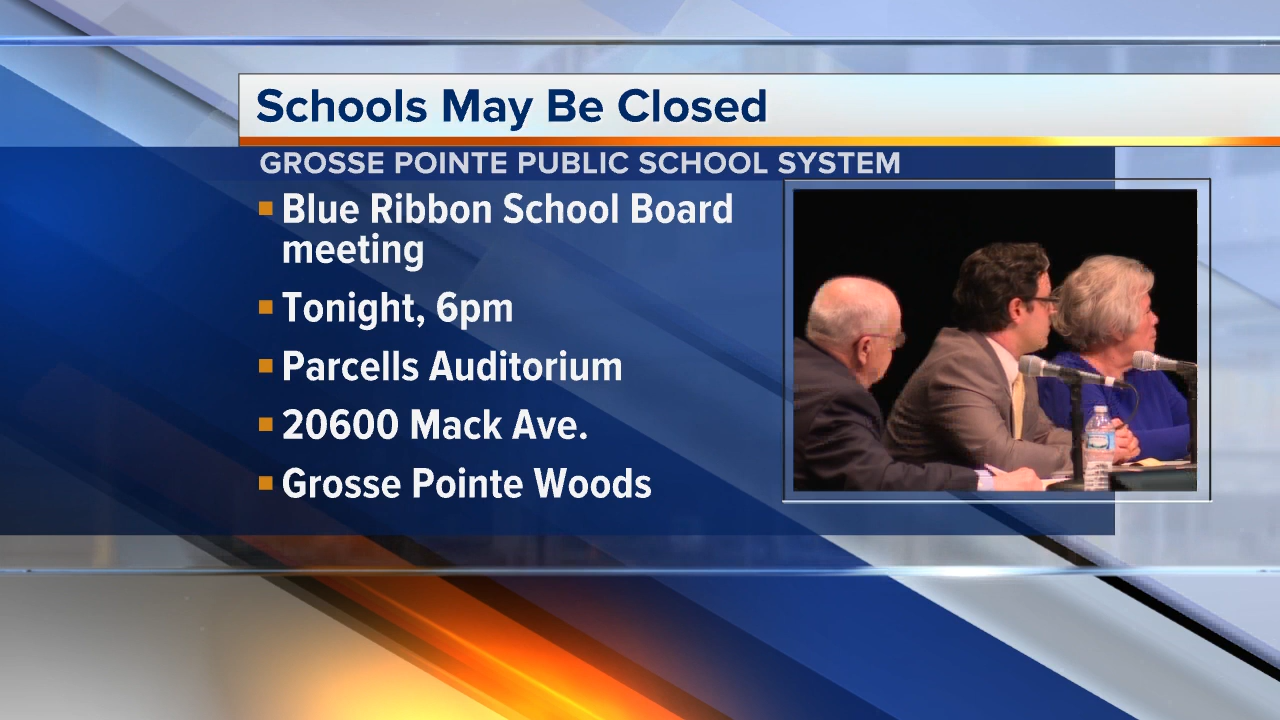 Schools May Be Closed
GROSSE POINTE PUBLIC SCHOOL SYSTEM
Blue Ribbon School Board
meeting
Tonight, 6pm
Parcells Auditorium
20600 Mack Ave.
Grosse Pointe Woods